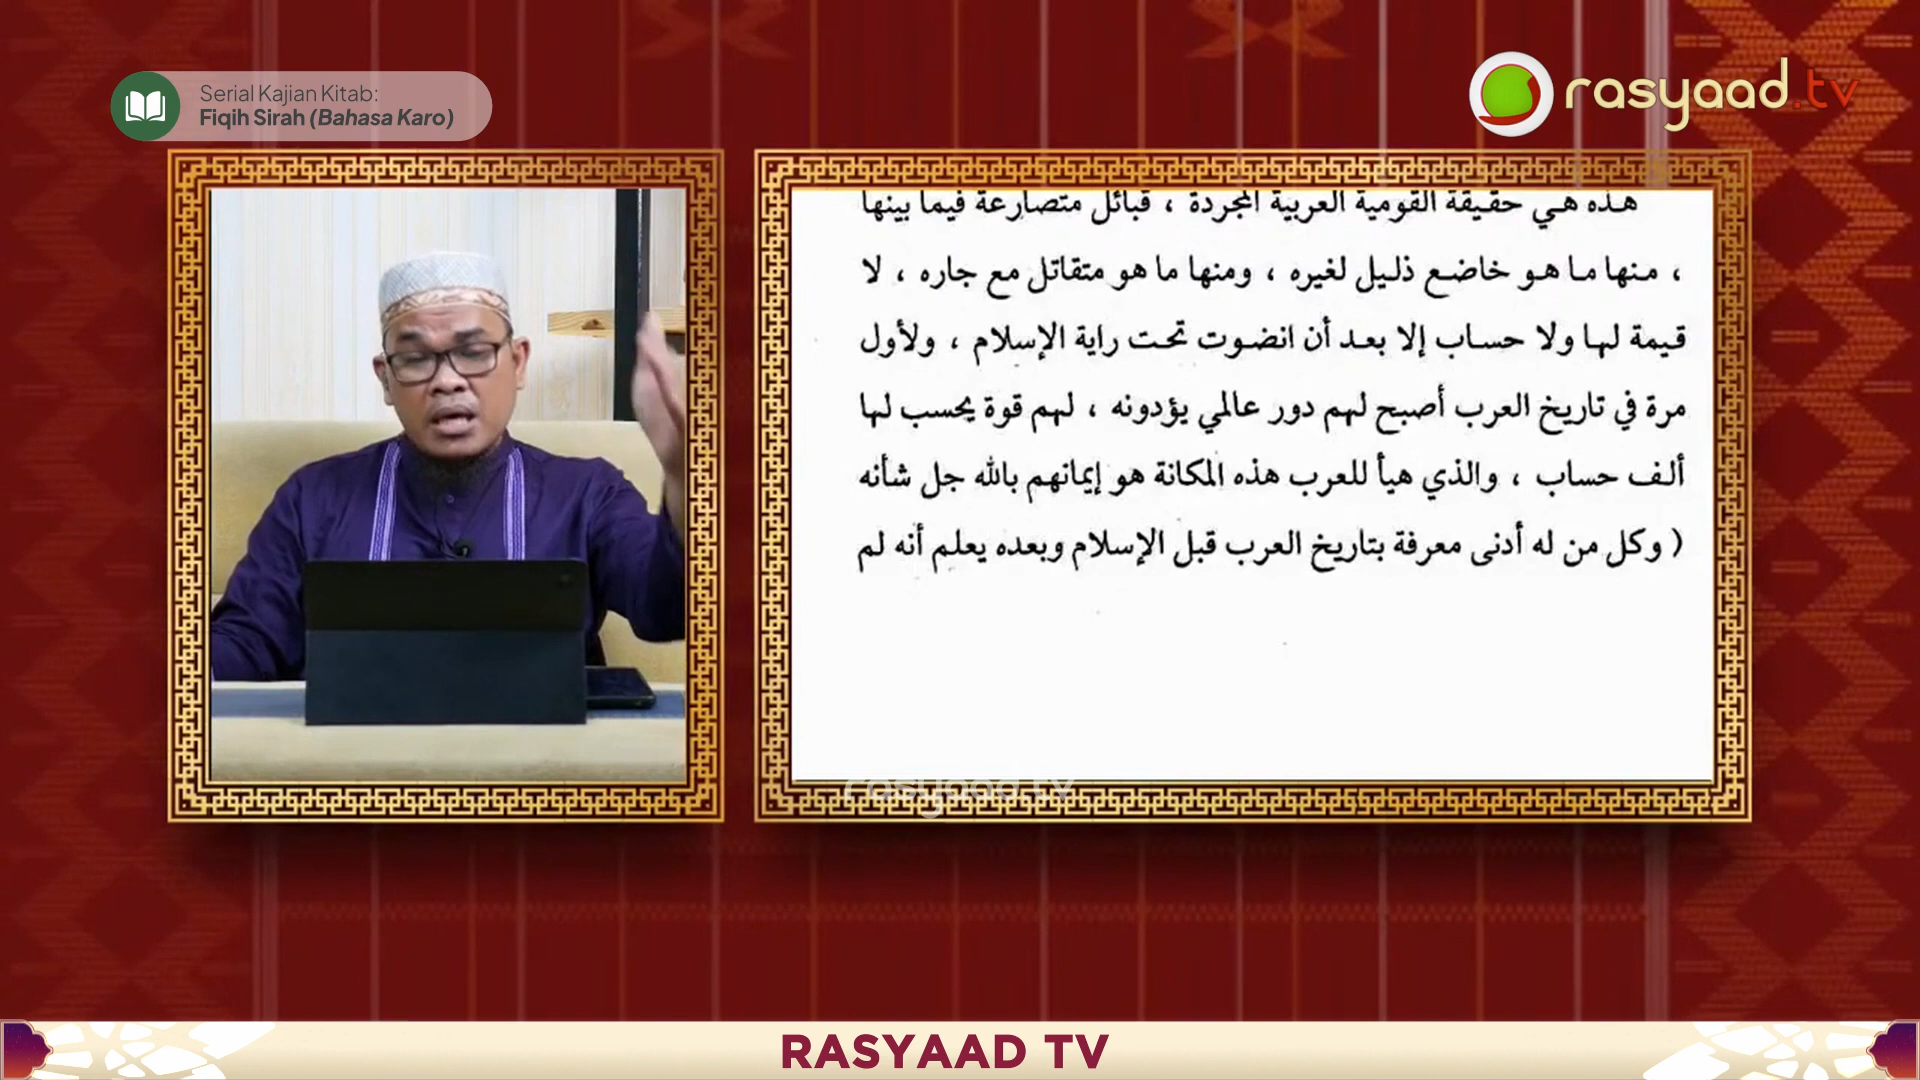 Serial Kajian Kitab:
Fiqih Sirah (Bahasa Karo)
rasyaad.tv
هذه هي حقيقة القومية العربية المجردة ، قبائل متصارعة فيما بينها
، منها ما هو خاضع ذليل لغيره ، ومنها ما هو متقاتل مع جاره ، لا
قيمة لها ولا حساب إلا بعد أن انضوت تحت راية الإسلام ، ولأول
مرة في تاريخ العرب أصبح لهم دور عالمي يؤدونه ، لهم قوة يحسب لها
ألف حساب ، والذي هيأ للعرب هذه المكانة هو إيمانهم بالله جل شأنه
( وكل من له أدنى معرفة بتاريخ العرب قبل الإسلام وبعده يعلم أنه لم
rasyaad.tv
RASYAAD TV